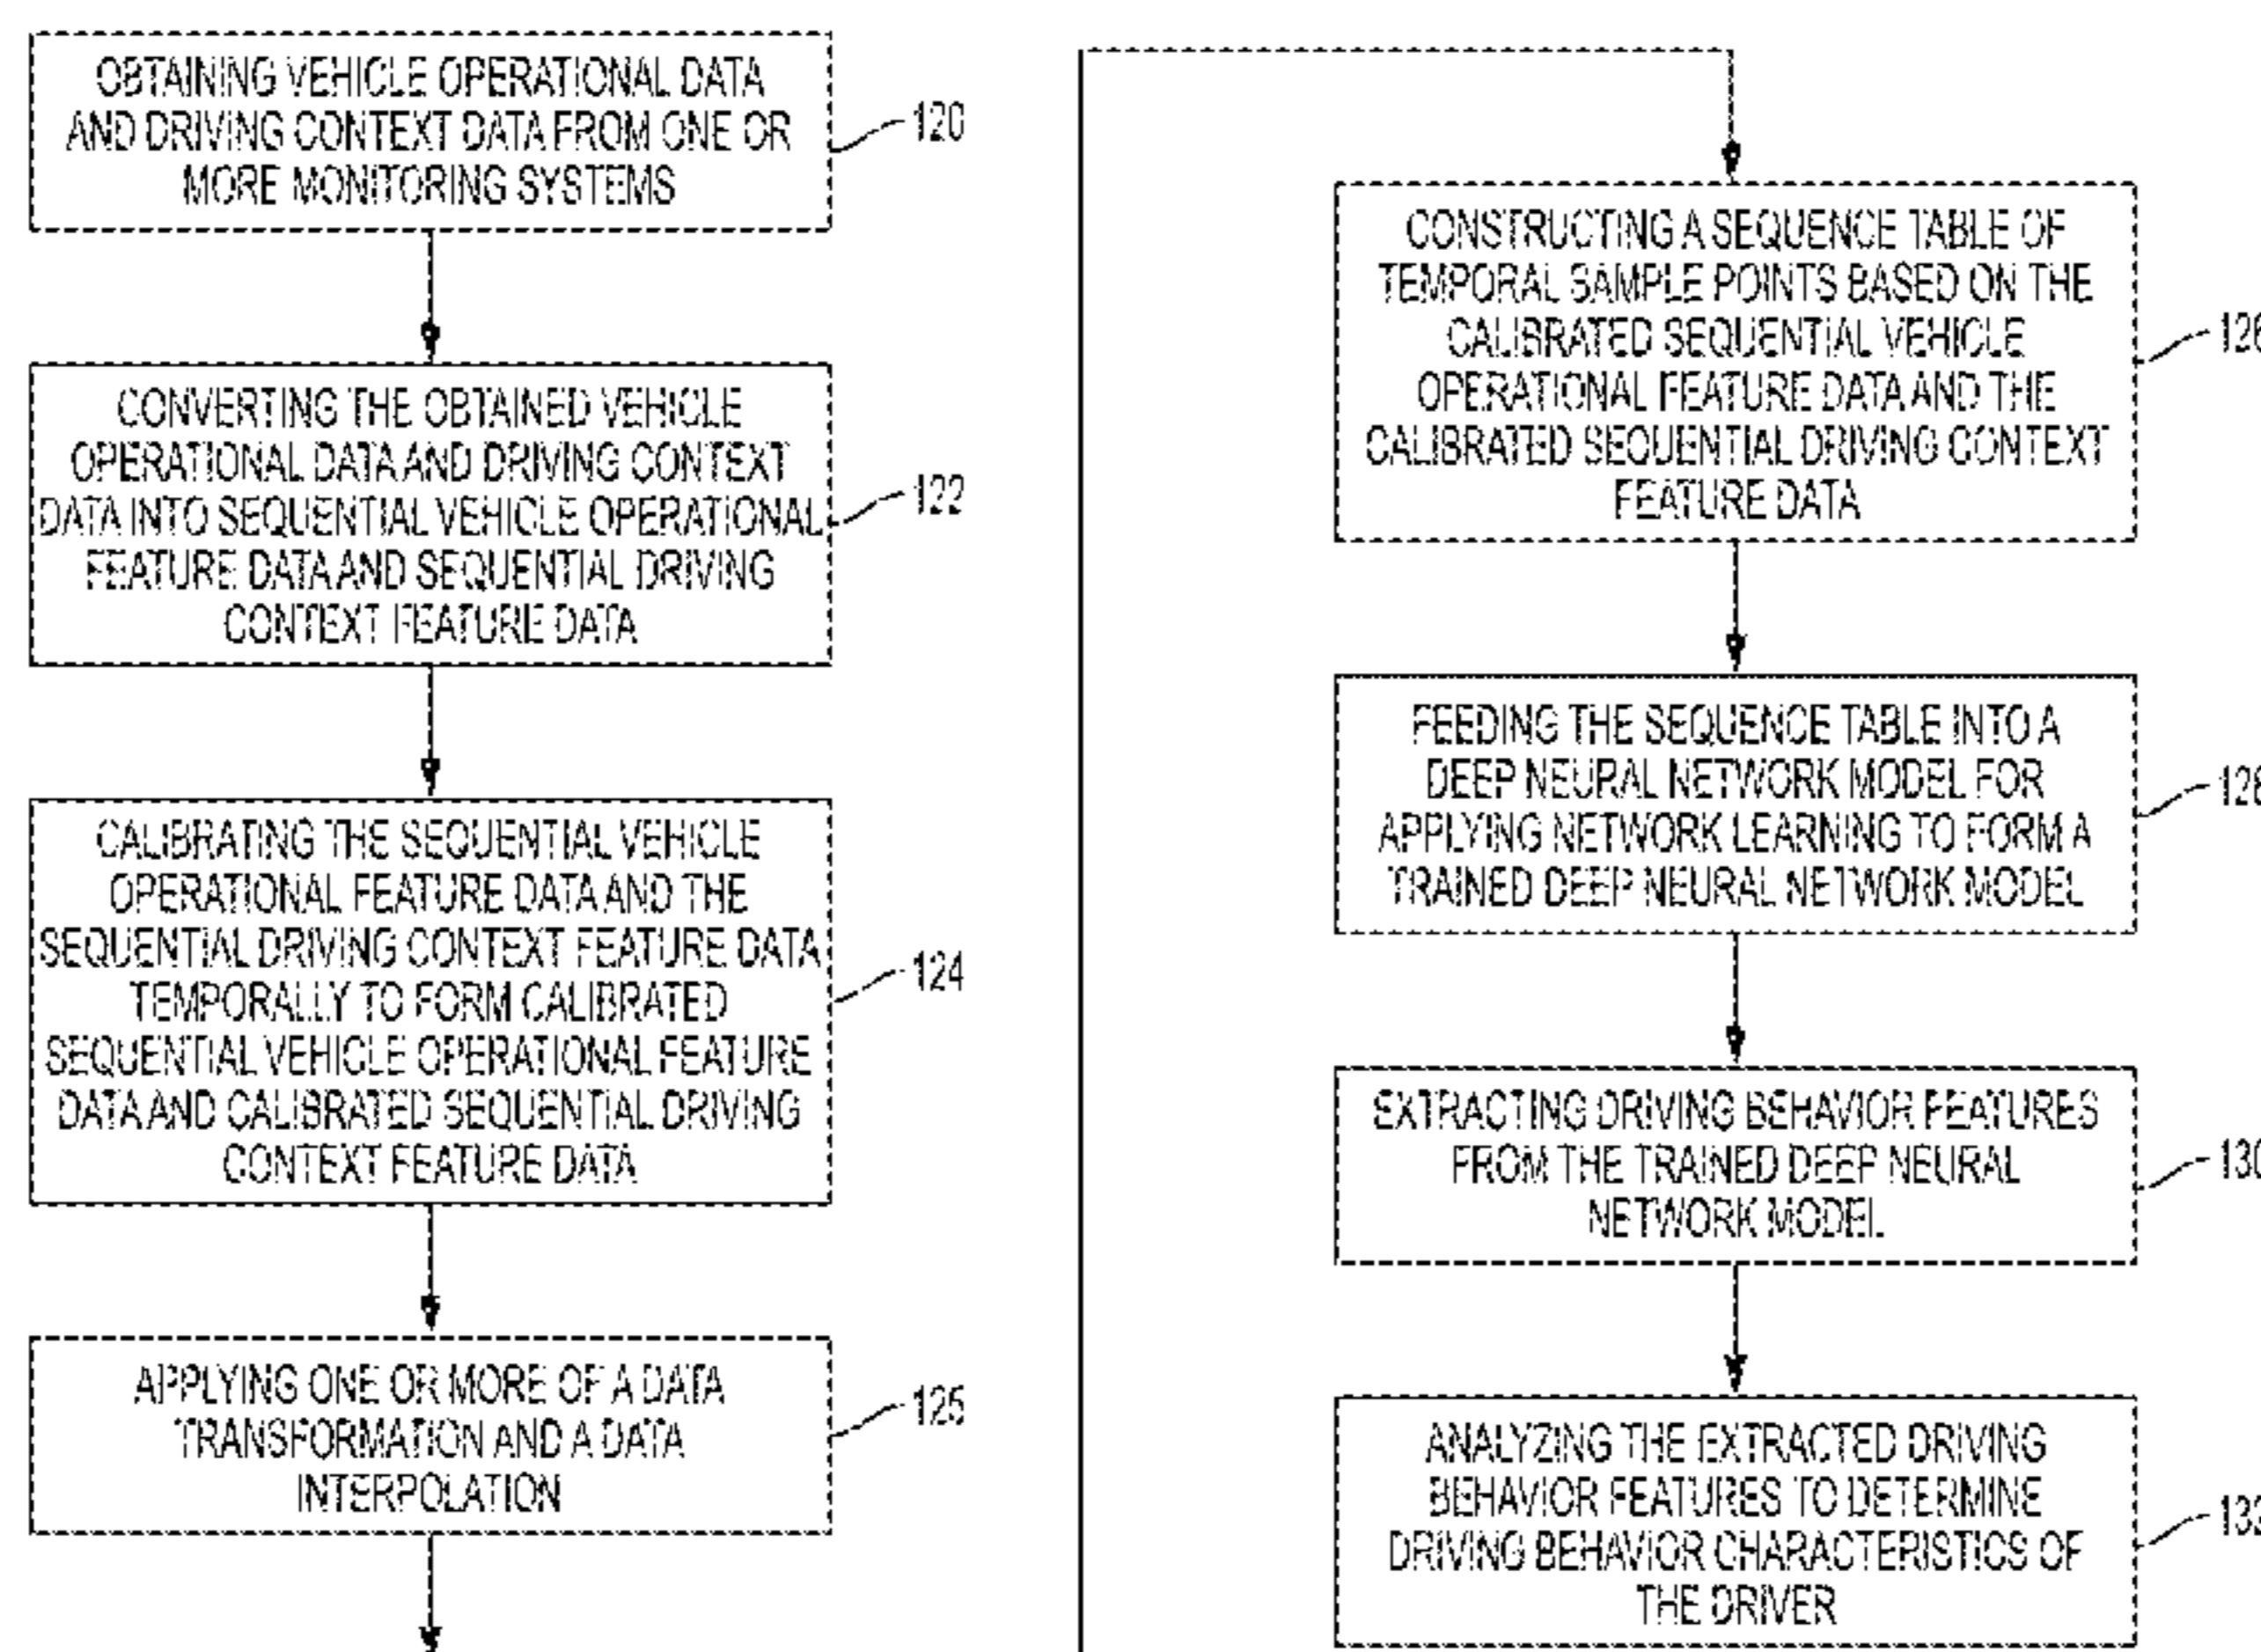 OBTAINING VEHICLE OPERATIONAL DATA
AND DRIVING CONTEXT DATA FROM ONE OR
MORE MONITORING SYSTEMS
120
CONVERTING THE OBTAINED VEHICLE
OPERATIONAL DATA AND DRIVING CONTEXT
DATA INTO SEQUENTIAL VEHICLE OPERATIONAL
FEATURE DATA AND SEQUENTIAL DRIVING
CONTEXT FEATURE DATA
122
CALIBRATING THE SEQUENTIAL VEHICLE
OPERATIONAL FEATURE DATA AND THE
SEQUENTIAL DRIVING CONTEXT FEATURE DATA
TEMPORALLY TO FORM CALIBRATED
SEQUENTIAL VEHICLE OPERATIONAL FEATURE
DATA AND CALIBRATED SEQUENTIAL DRIVING
CONTEXT FEATURE DATA
124
APPLYING ONE OR MORE OF A DATA
TRANSFORMATION AND A DATA
INTERPOLATION
125
CONSTRUCTING A SEQUENCE TABLE OF
TEMPORAL SAMPLE POINTS BASED ON THE
CALIBRATED SEQUENTIAL VEHICLE
OPERATIONAL FEATURE DATA AND THE
CALIBRATED SEQUENTIAL DRIVING CONTEXT
FEATURE DATA
126
FEEDING THE SEQUENCE TABLE INTO A
DEEP NEURAL NETWORK MODEL FOR
APPLYING NETWORK LEARNING TO FORM A
TRAINED DEEP NEURAL NETWORK MODEL
128
EXTRACTING DRIVING BEHAVIOR FEATURES
FROM THE TRAINED DEEP NEURAL
NETWORK MODEL
130
ANALYZING THE EXTRACTED DRIVING
BEHAVIOR FEATURES TO DETERMINE
DRIVING BEHAVIOR CHARACTERISTICS OF
THE DRIVER
132